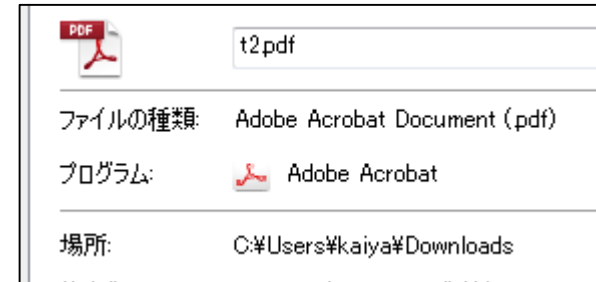 PDF
t2.pdf
ファイルの種類: Adobe Acrobat Document (.pdf)
プログラム: Adobe Acrobat
場所: C:¥Users¥kaiya¥Downloads